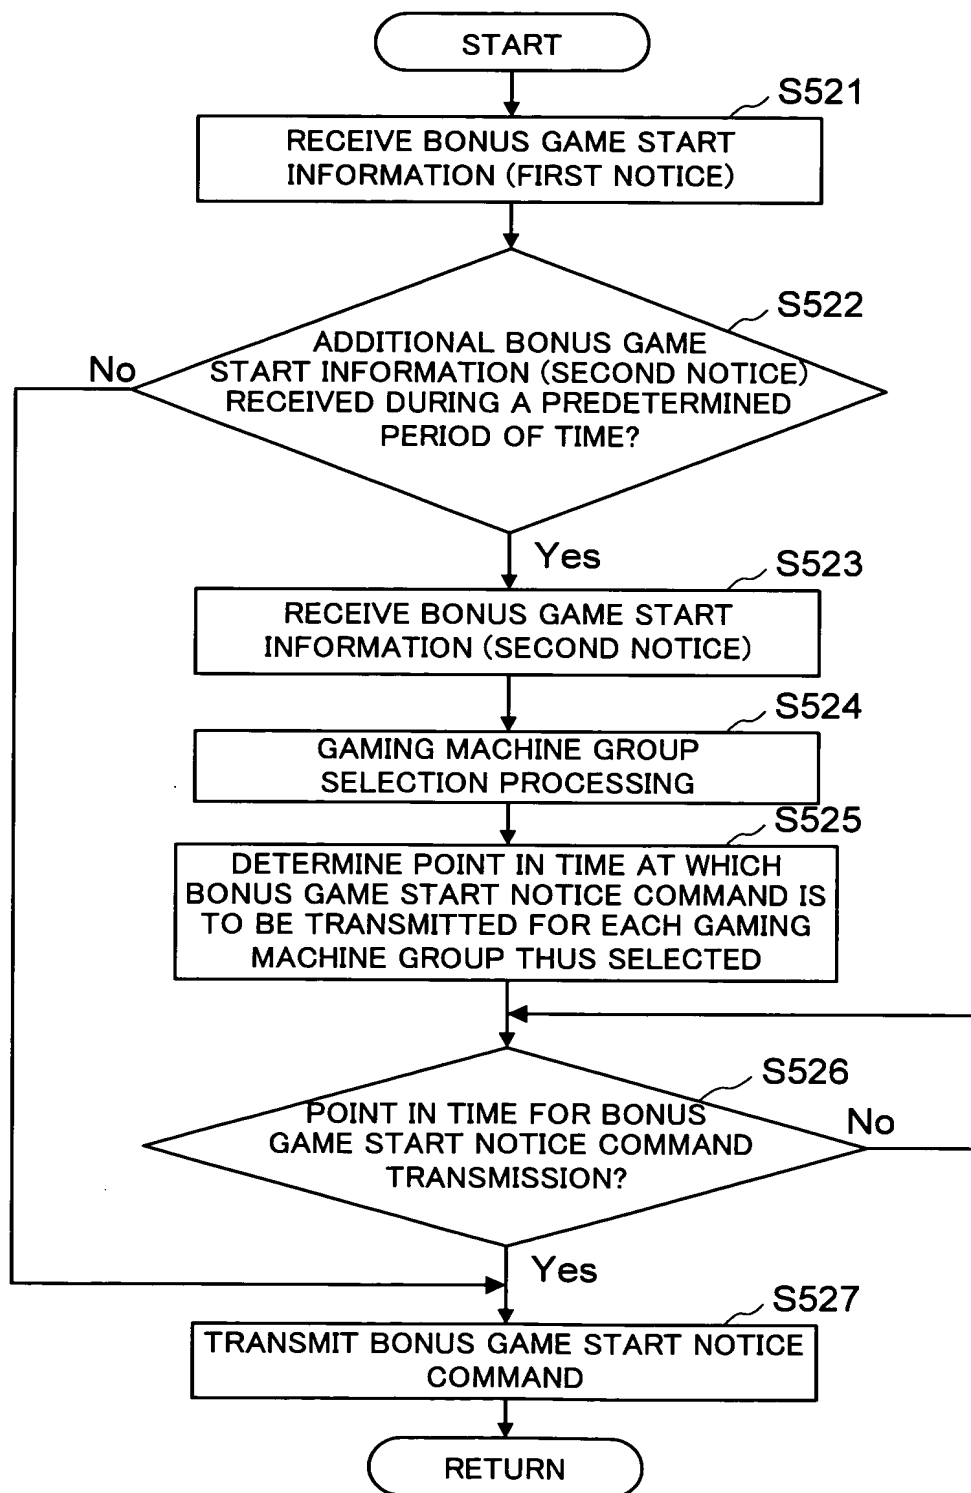 START
S521
RECEIVE BONUS GAME START
INFORMATION (FIRST NOTICE)
S522
ADDITIONAL BONUS GAME
START INFORMATION (SECOND NOTICE)
RECEIVED DURING A PREDETERMINED
PERIOD OF TIME?
No
Yes
S523
RECEIVE BONUS GAME START
INFORMATION (SECOND NOTICE)
S524
GAMING MACHINE GROUP
SELECTION PROCESSING
S525
DETERMINE POINT IN TIME AT WHICH
BONUS GAME START NOTICE COMMAND IS
TO BE TRANSMITTED FOR EACH GAMING
MACHINE GROUP THUS SELECTED
S526
POINT IN TIME FOR BONUS
GAME START NOTICE COMMAND
TRANSMISSION?
No
Yes
S527
TRANSMIT BONUS GAME START NOTICE
COMMAND
RETURN